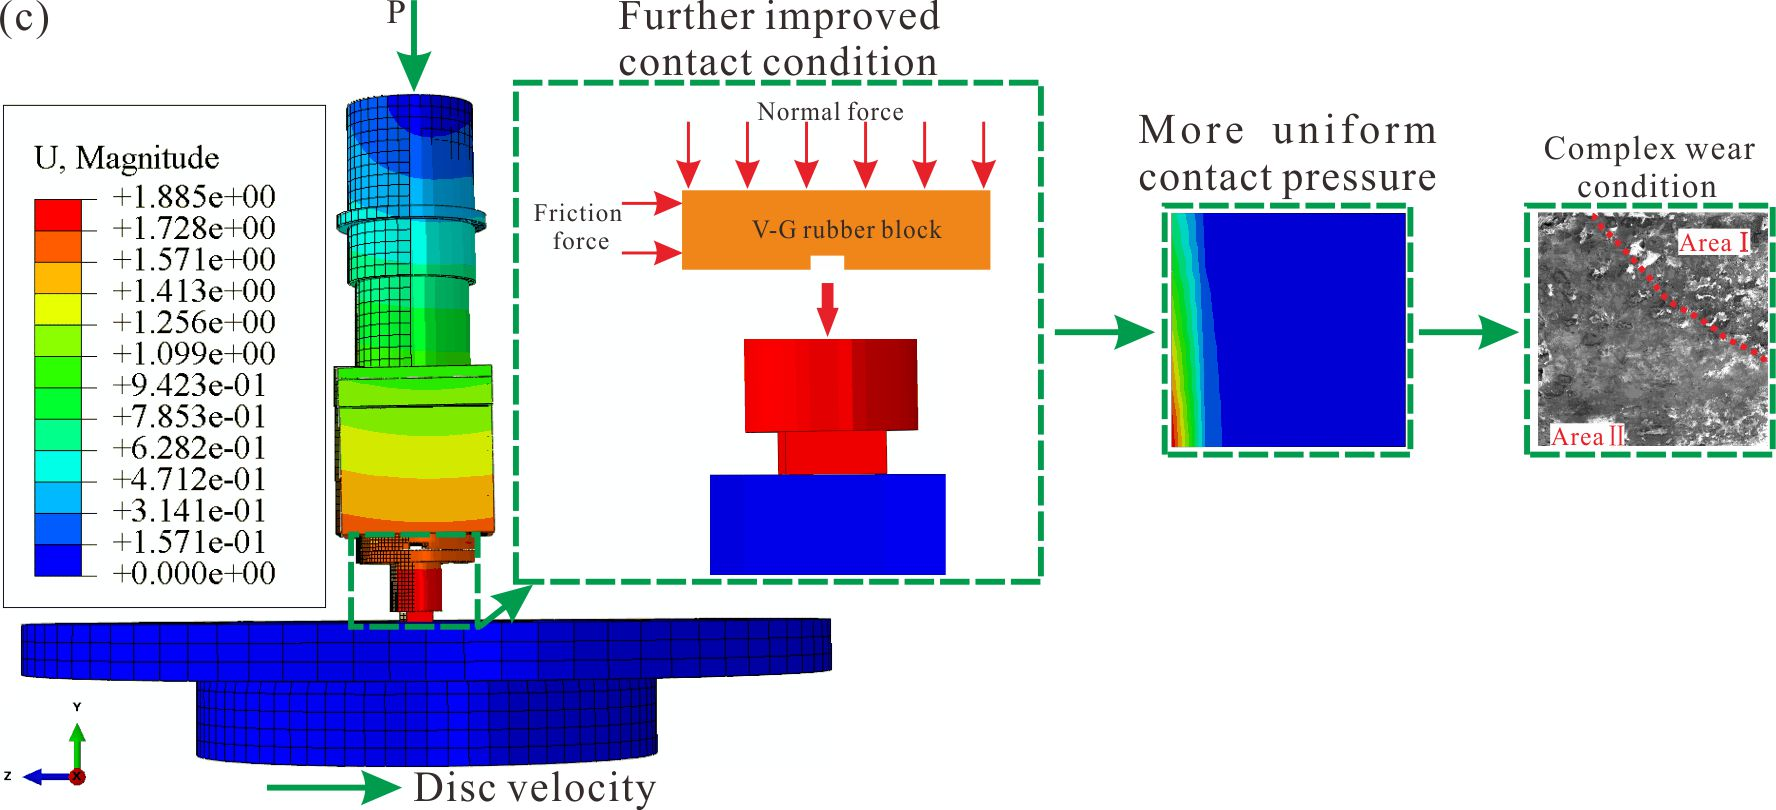 (c)
P
Further improved
contact condition
U, Magnitude
+1.885e+00
+1.728e+00
+1.571e+00
+1.413e+00
+1.256e+00
+1.099e+00
+9.423e-01
+7.853e-01
+6.282e-01
+4.712e-01
+3.141e-01
+1.571e-01
+0.000e+00
Normal force
Friction
force
V-G rubber block
More uniform
contact pressure
Complex wear
condition
Area Ⅰ
Area Ⅱ
Y
Z
X
Disc velocity